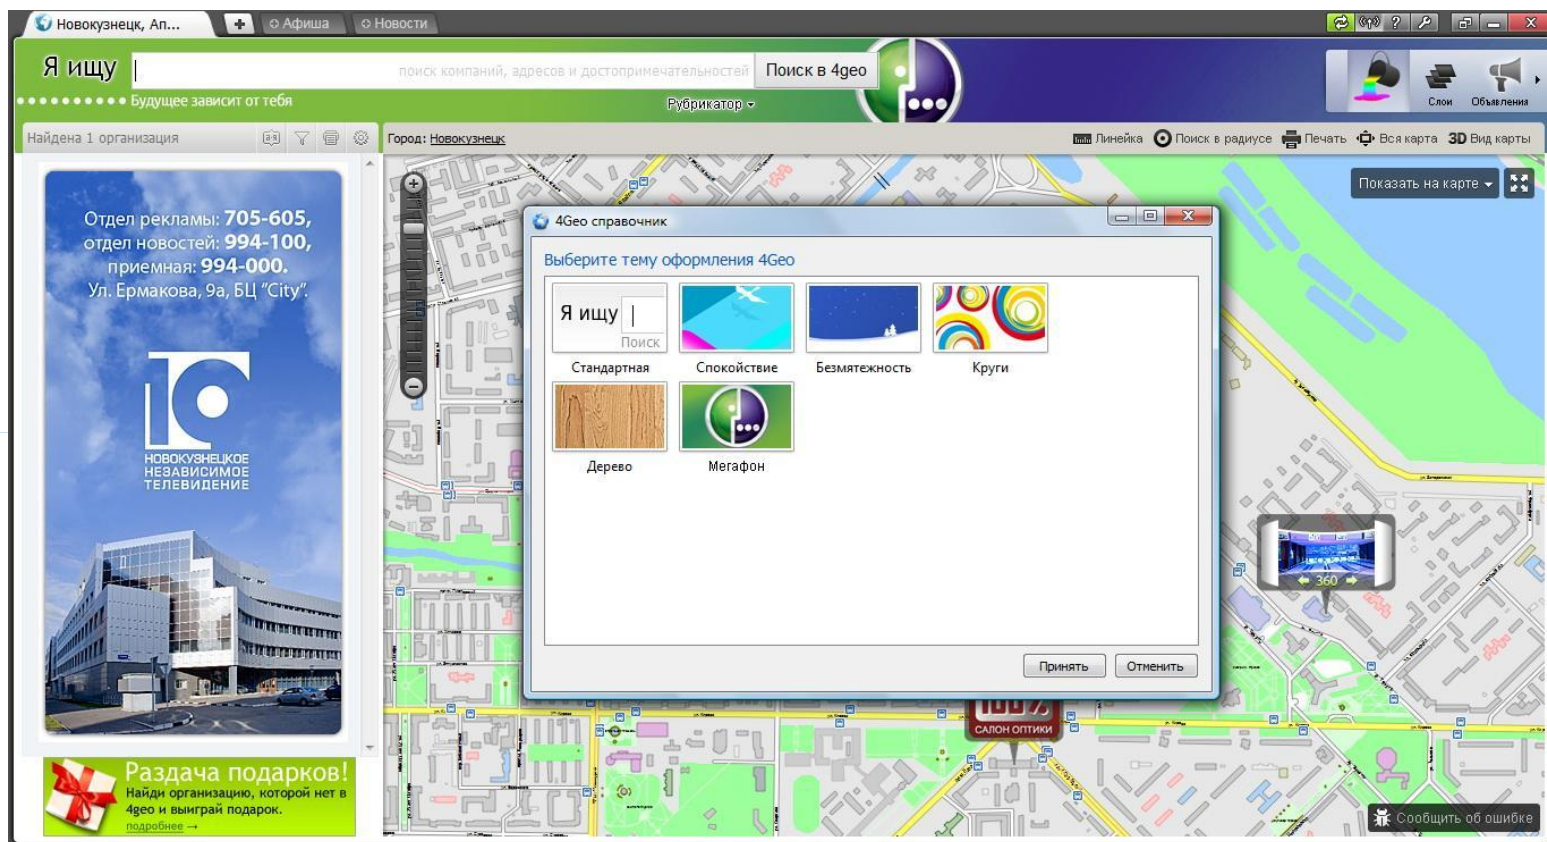 Новокузнецк, Ап...
Афиша
Новости
Я ищу
поиск компаний, адресов и достопримечательностей
Поиск в 4geo
Будущее зависит от тебя
Рубрикатор
Слои
Объявления
Найдена 1 организация
Город: Новокузнецк
Линейка
Поиск в радиусе
Печать
Вся карта
3D Вид карты
Показать на карте
Отдел рекламы: 705-605,
отдел новостей: 994-100,
приемная: 994-000.
Ул. Ермакова, 9а, БЦ "City".
НОВОКУЗНЕЦКОЕ
НЕЗАВИСИМОЕ
ТЕЛЕВИДЕНИЕ
Раздача подарков!
Найди организацию, которой нет в
4geo и выиграй подарок.
подробнее →
4Geo справочник
Выберите тему оформления 4Geo
Я ищу
Поиск
Стандартная
Спокойствие
Безмятежность
Круги
Дерево
Мегафон
Принять
Отменить
360
100%
САЛОН ОПТИКИ
Сообщить об ошибке